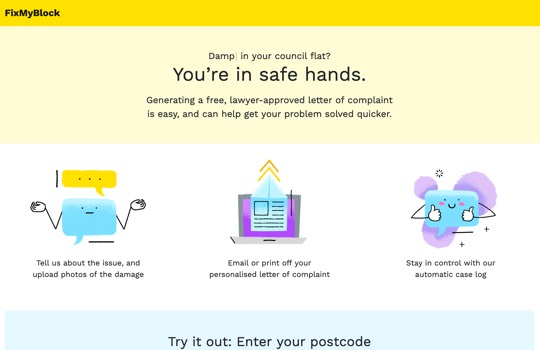 FixMyBlock
Damp in your council flat?
You're in safe hands.
Generating a free, lawyer-approved letter of complaint
is easy, and can help get your problem solved quicker.
Tell us about the issue, and
upload photos of the damage
Email or print off your
personalised letter of complaint
Stay in control with our
automatic case log
Try it out: Enter your postcode